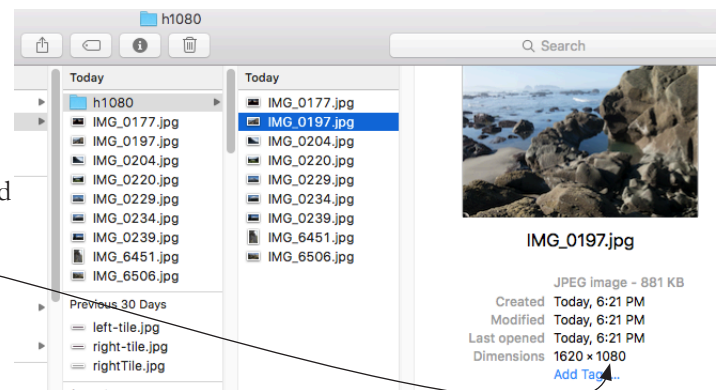 h1080
Search
Today
h1080
IMG_0177.jpg
IMG_0197.jpg
IMG_0204.jpg
IMG_0220.jpg
IMG_0229.jpg
IMG_0234.jpg
IMG_0239.jpg
IMG_6451.jpg
IMG_6506.jpg
Previous 30 Days
left-tile.jpg
right-tile.jpg
rightTile.jpg
Today
IMG_0177.jpg
IMG_0197.jpg
IMG_0204.jpg
IMG_0220.jpg
IMG_0229.jpg
IMG_0234.jpg
IMG_0239.jpg
IMG_6451.jpg
IMG_6506.jpg
IMG_0197.jpg
JPEG image - 881 KB
Created Today, 6:21 PM
Modified Today, 6:21 PM
Last opened Today, 6:21 PM
Dimensions 1620 × 1080
Add